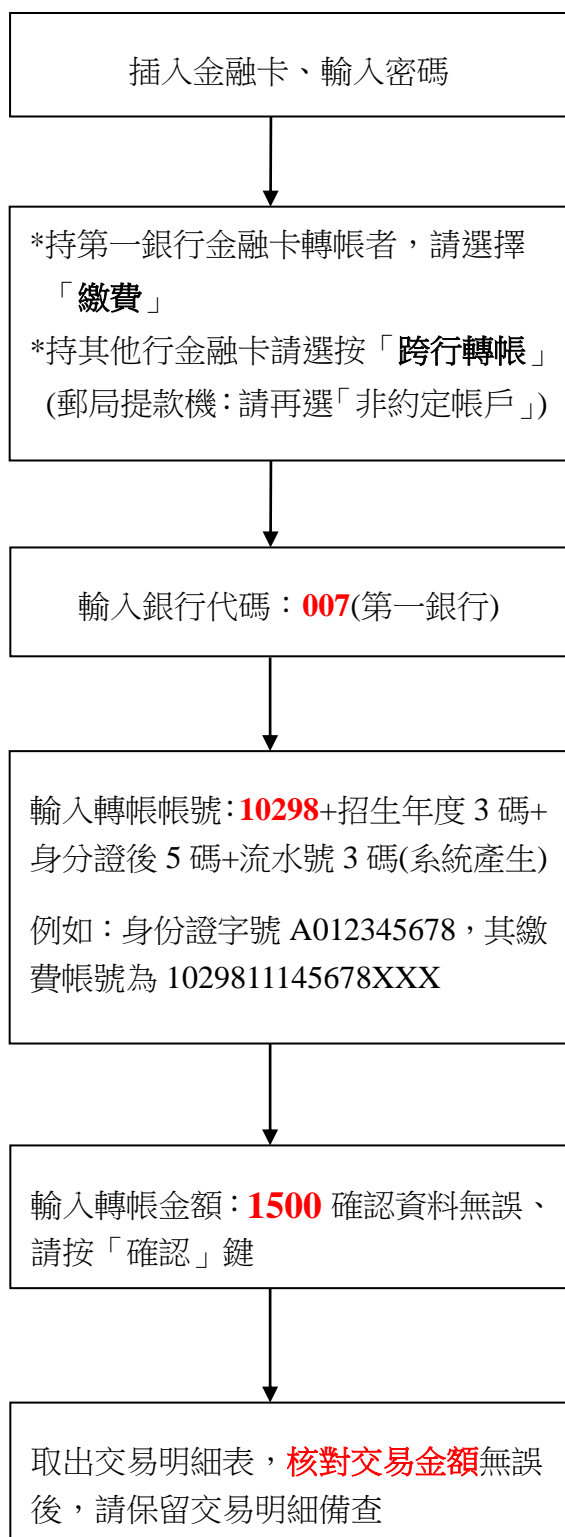 插入金融卡、輸入密碼
*持第一銀行金融卡轉帳者，請選擇
「繳費」
*持其他行金融卡請選按「跨行轉帳」
(郵局提款機：請再選「非約定帳戶」)
輸入銀行代碼：007(第一銀行)
輸入轉帳帳號：10298+招生年度 3 碼+
身分證後 5 碼+流水號 3 碼(系統產生)
例如：身份證字號 A012345678，其繳
費帳號為 1029811145678XXX
輸入轉帳金額：1500 確認資料無誤、
請按「確認」鍵
取出交易明細表，核對交易金額無誤
後，請保留交易明細備查